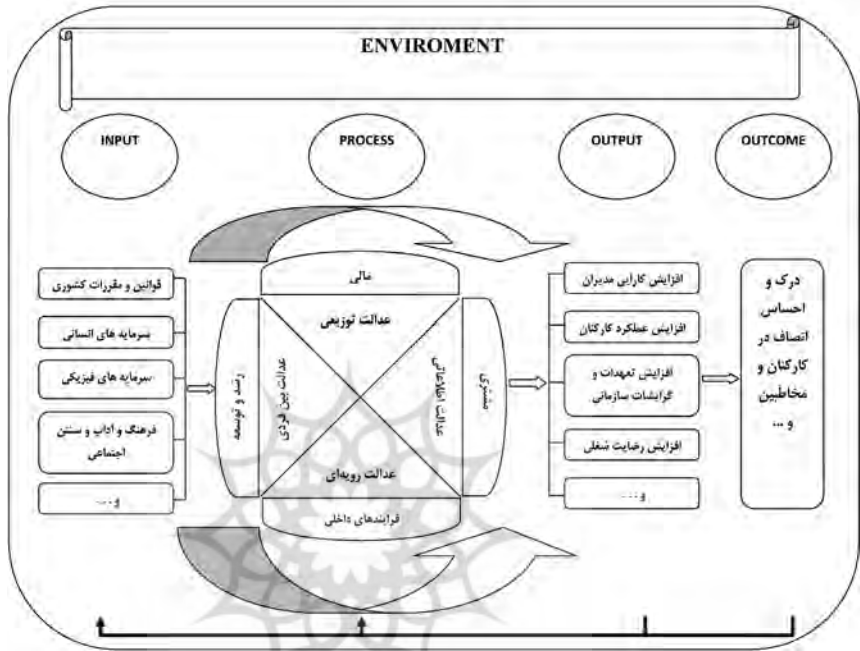 ENVIROMENT
INPUT
PROCESS
OUTPUT
OUTCOME
قوانین و مقررات کشوری
سرمایه های انسانی
سرمایه های فیزیکی
فرهنگ و اداب و سنتن
اجتماعی
و....
رشد و توسعه
مالی
عدالت توزیعی
عدالت بین فردی
عدالت اطلاعاتی
عدالت رویه‌ای
فرایندهای داخلی
مشتری
افزایش کارآیی مدیران
افزایش عملکرد کارکنان
افزایش تعهدات و
گرایشات سازمانی
افزایش رضایت شغلی
و....
درک و
احساس
انصاف در
کارکنان و
مخاطبین
و ...